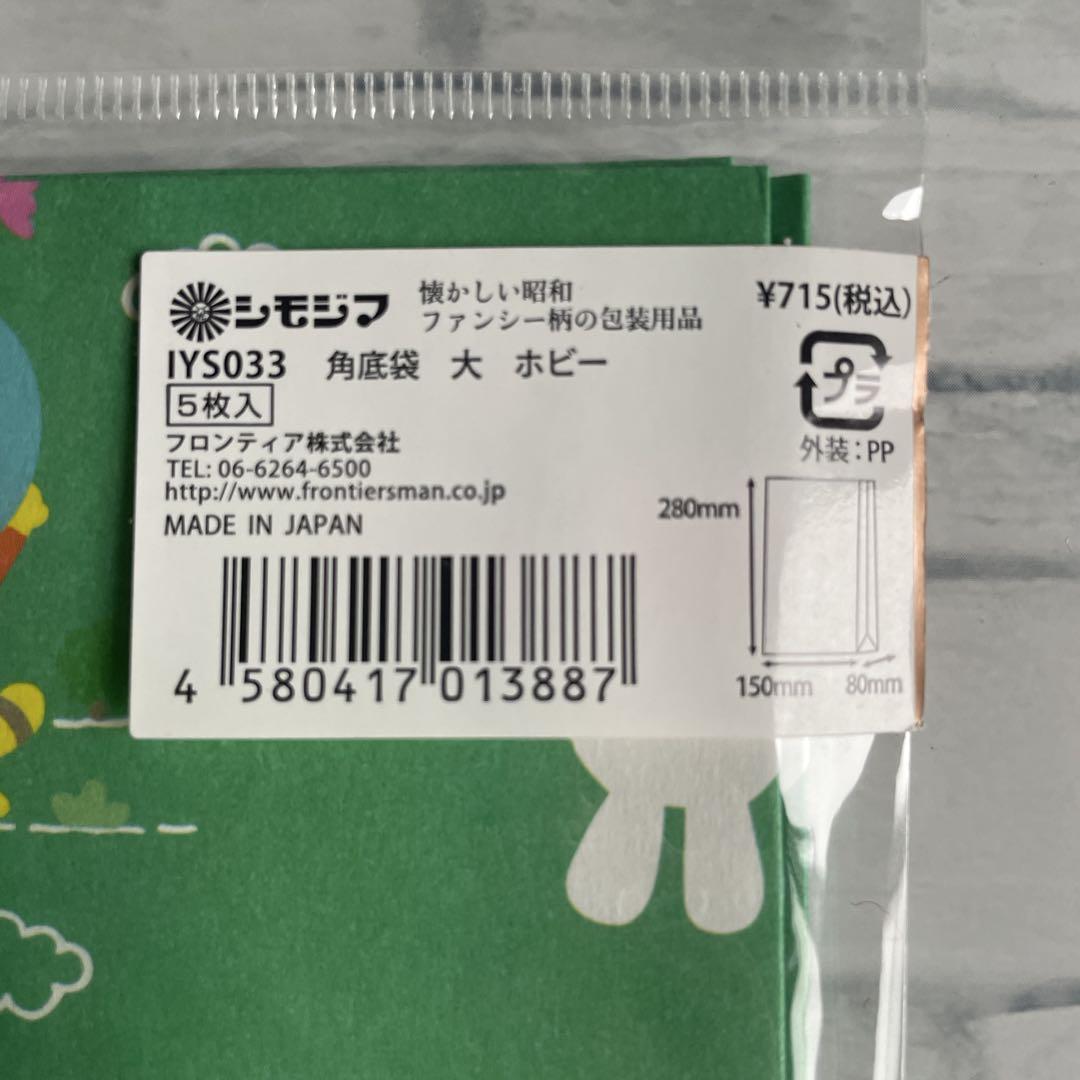 シモジマ
懐かしい昭和
ファンシー柄の包装用品
¥715(税込)
IYS033 角底袋 大 ホビー
5枚入
プラ
外装：PP
フロンティア株式会社
TEL: 06-6264-6500
http://www.frontiersman.co.jp
MADE IN JAPAN
280mm
150mm 80mm
4 580417 013887